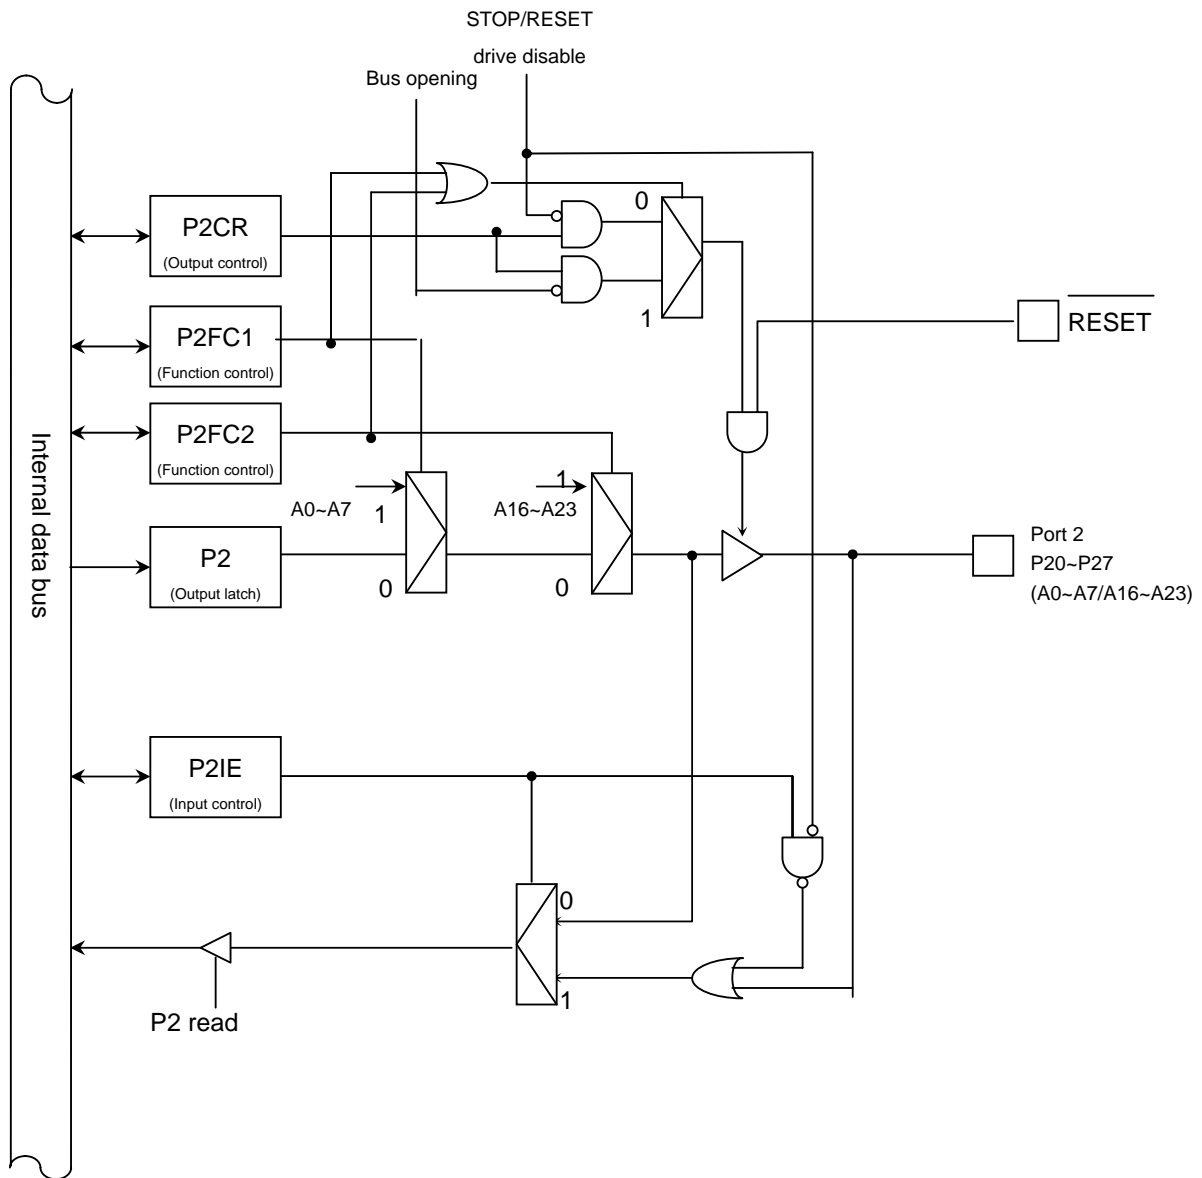 STOP/RESET
drive disable
Bus opening
P2CR
(Output control)
0
1
P2FC1
(Function control)
RESET
P2FC2
(Function control)
Internal data bus
A0~A7
1
0
A16~A23
1
0
P2
(Output latch)
Port 2
P20~P27
(A0~A7/A16~A23)
P2IE
(Input control)
0
1
P2 read